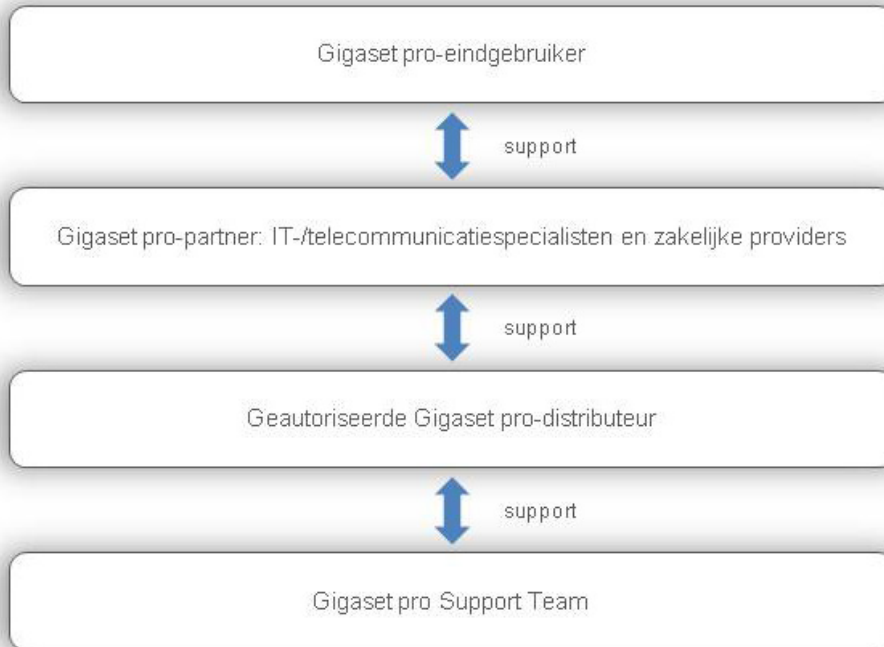 Gigaset pro-eindgebruiker
support
Gigaset pro-partner: IT-/telecommunicatiespecialisten en zakelijke providers
support
Geautoriseerde Gigaset pro-distributeur
support
Gigaset pro Support Team